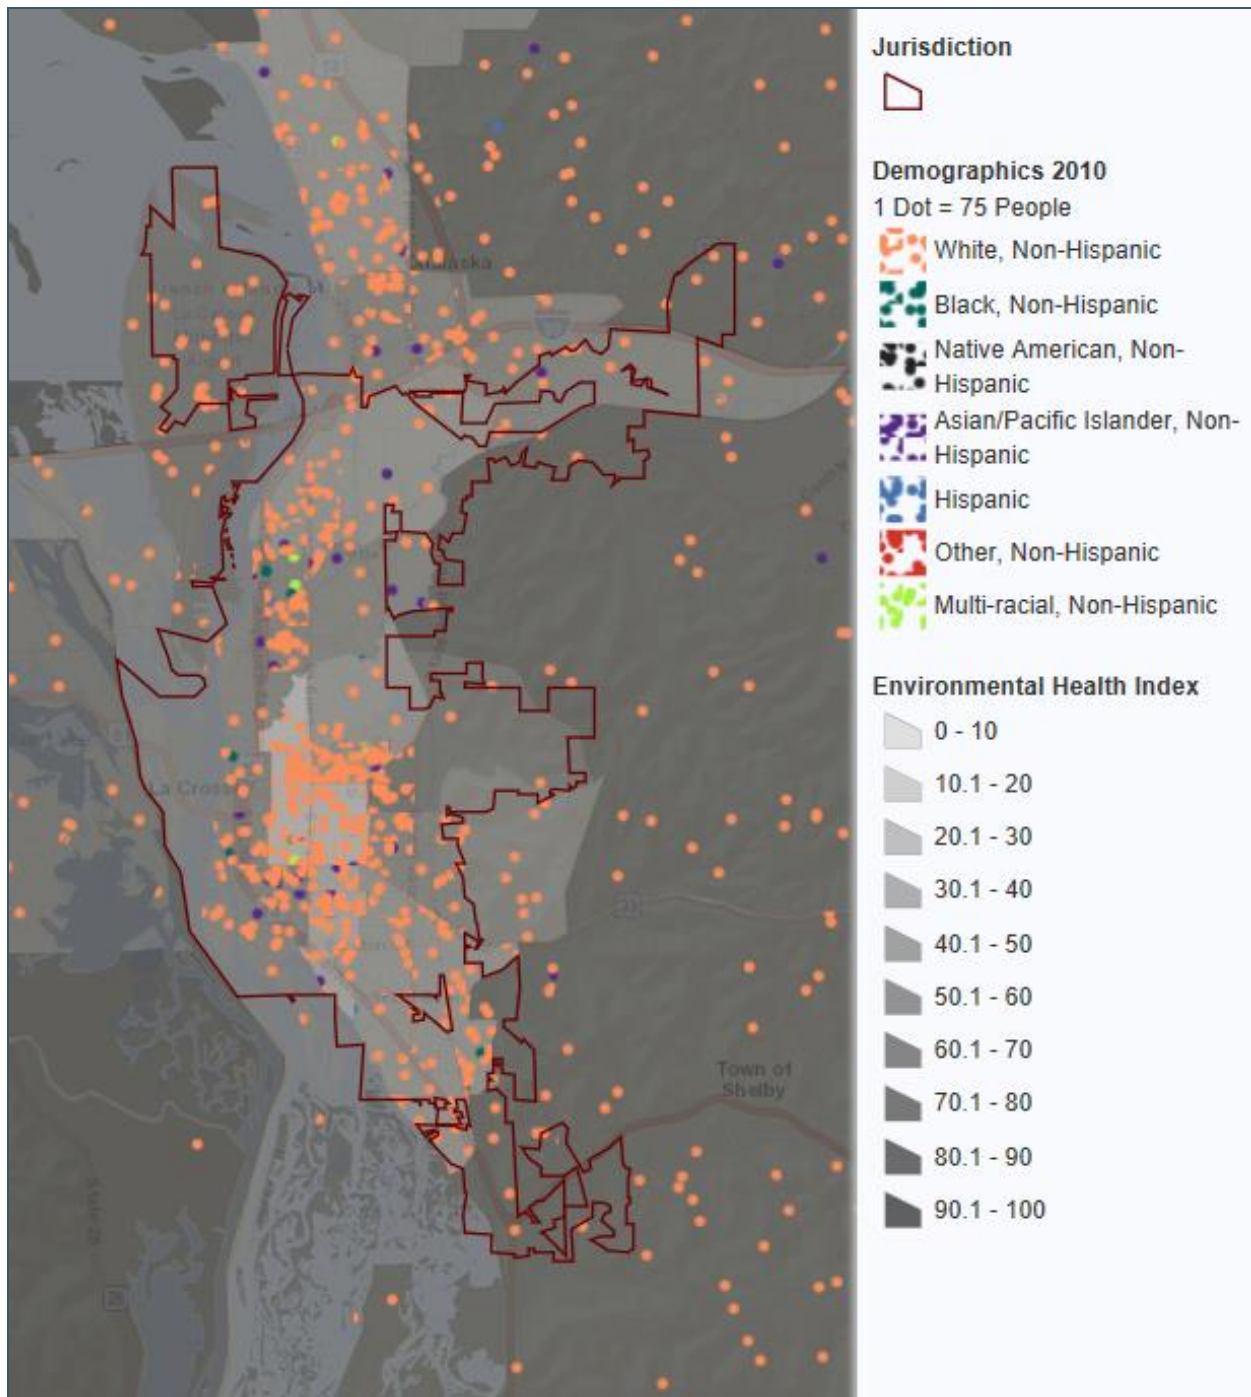 Jurisdiction
Demographics 2010
1 Dot = 75 People
White, Non-Hispanic
Black, Non-Hispanic
Native American, Non-
Hispanic
Asian/Pacific Islander, Non-
Hispanic
Hispanic
Other, Non-Hispanic
Multi-racial, Non-Hispanic
Environmental Health Index
0 - 10
10.1 - 20
20.1 - 30
30.1 - 40
40.1 - 50
50.1 - 60
60.1 - 70
70.1 - 80
80.1 - 90
90.1 - 100
La Cross
33
Town of
Shelby
26